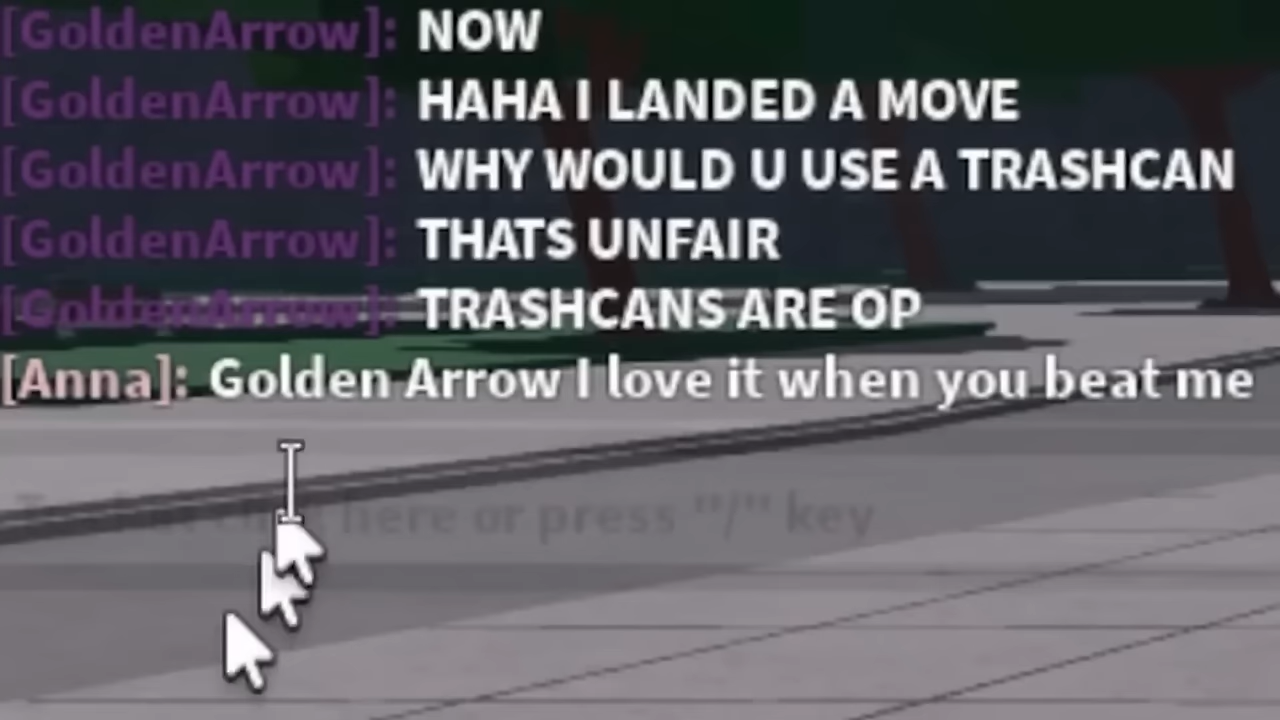 [GoldenArrow]: NOW
[GoldenArrow]: HAHA I LANDED A MOVE
[GoldenArrow]: WHY WOULD U USE A TRASHCAN
[GoldenArrow]: THATS UNFAIR
[GoldenArrow]: TRASHCANS ARE OP
[Anna]: Golden Arrow I love it when you beat me
here or press "/" key